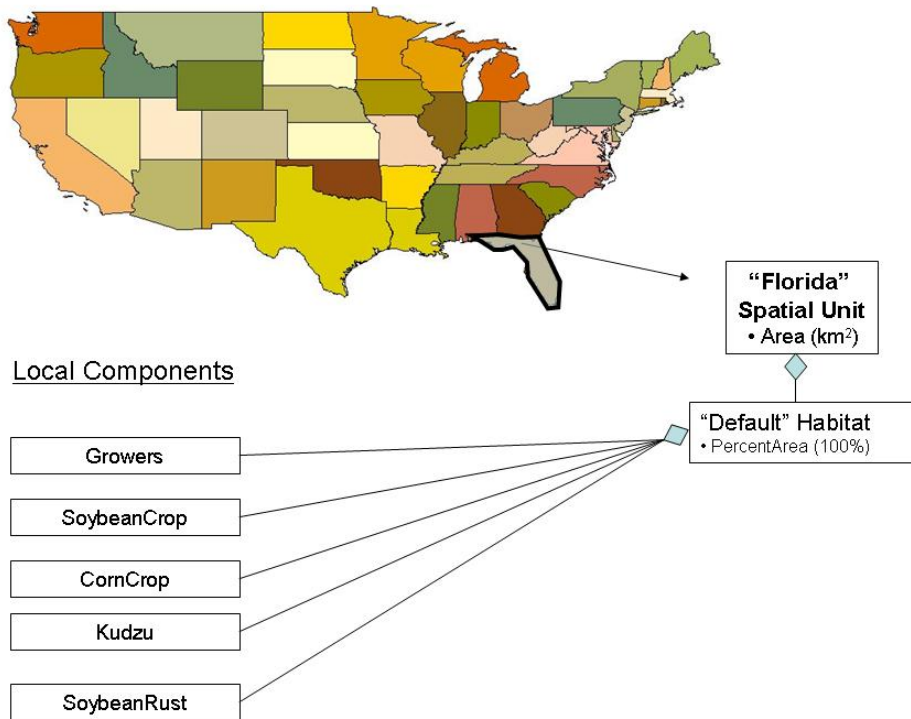 “Florida”
Spatial Unit
• Area (km²)
Local Components
“Default” Habitat
• PercentArea (100%)
Growers
SoybeanCrop
CornCrop
Kudzu
SoybeanRust